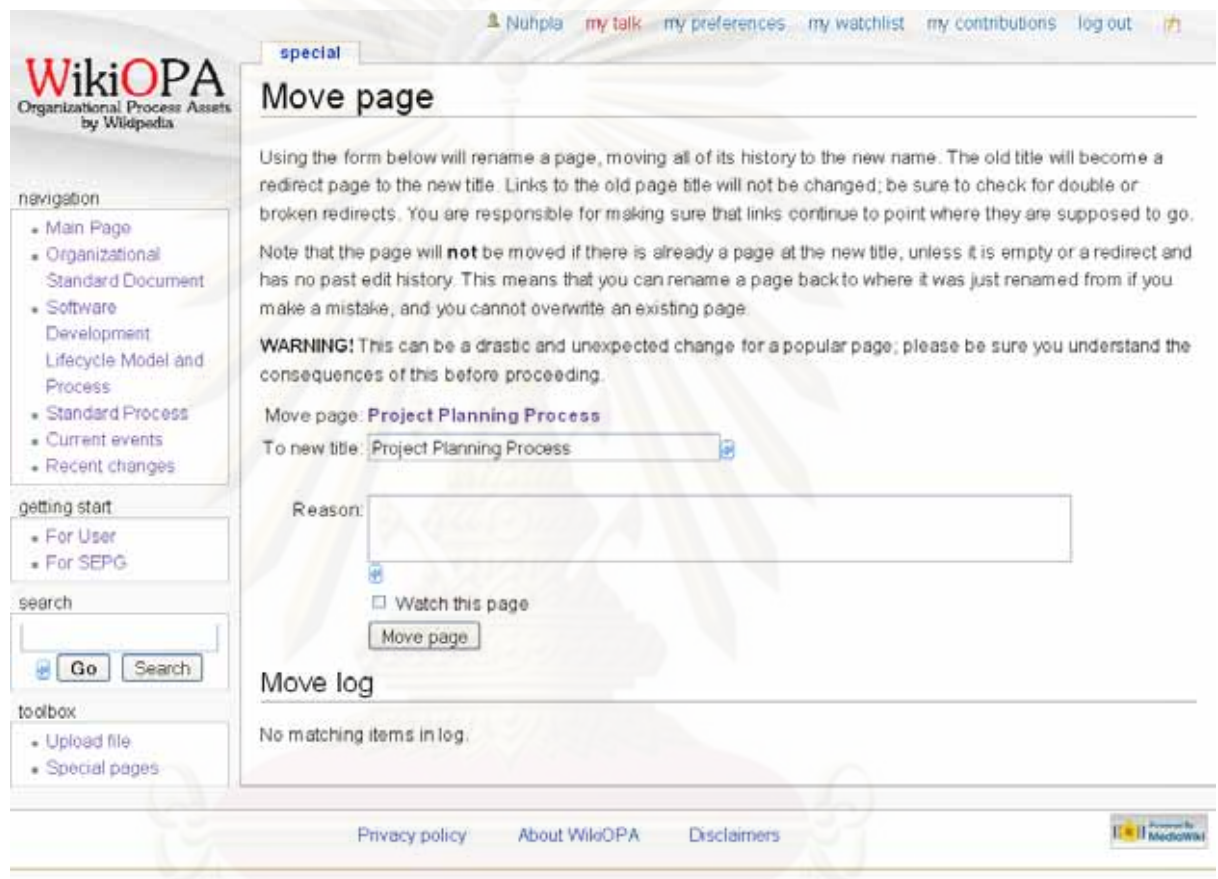 Nuhpla my talk my preferences my watchlist my contributions log out
special
WikiOPA
Organizational Process Assets
by Wikipedia
Move page
Using the form below will rename a page, moving all of its history to the new name. The old title will become a
redirect page to the new title. Links to the old page title will not be changed; be sure to check for double or
broken redirects. You are responsible for making sure that links continue to point where they are supposed to go.
Note that the page will not be moved if there is already a page at the new title, unless it is empty or a redirect and
has no past edit history. This means that you can rename a page back to where it was just renamed from if you
make a mistake, and you cannot overwrite an existing page.
WARNING! This can be a drastic and unexpected change for a popular page; please be sure you understand the
consequences of this before proceeding.
Move page: Project Planning Process
To new title: Project Planning Process
Reason:
Watch this page
Move page
Move log
No matching items in log.
navigation
Main Page
Organizational
Standard Document
Software
Development
Lifecycle Model and
Process
Standard Process
Current events
Recent changes
getting start
For User
For SEPG
search
Go Search
toolbox
Upload file
Special pages
Privacy policy About WikiOPA Disclaimers
Powered By
MediaWiki